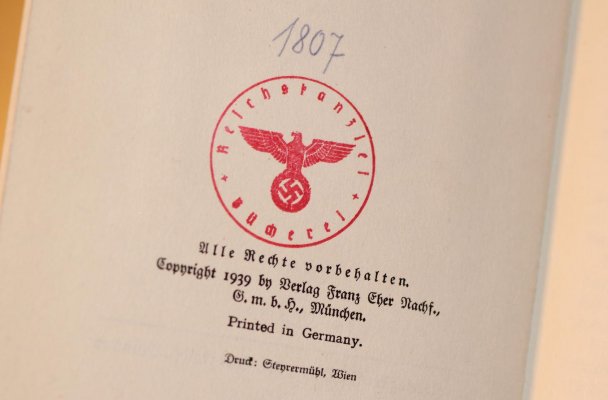 1807
Reichskanzlei
+ Bücherei +
Alle Rechte vorbehalten.
Copyright 1939 by Verlag Franz Eher Nachf.,
G. m. b. H., München.
Printed in Germany.
Druck: Steyrermühl, Wien